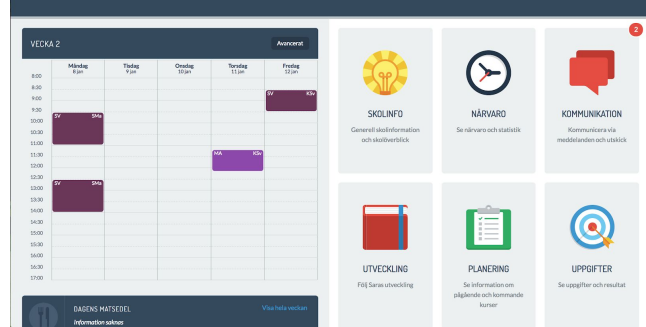 VECKA 2
Avancerat
Måndag Tisdag Onsdag Torsdag Fredag
8 jan 9 jan 10 jan 11 jan 12 jan
8:00
8:30
9:00
9:30
10:00
10:30
11:00
11:30
12:00
12:30
13:00
13:30
14:00
14:30
15:00
15:30
16:00
16:30
17:00
SV KSv
SV SMa
MA KSv
SV SMa
DAGENS MATSEDEL
Visa hela veckan
Information saknas
2
SKOLINFO
Generell skolinformation
och skolöverblick
NÄRVARO
Se närvaro och statistik
KOMMUNIKATION
Kommunicera via
meddelanden och utskick
UTVECKLING
Följ Saras utveckling
PLANERING
Se information om
pågående och kommande
kurser
UPPGIFTER
Se uppgifter och resultat